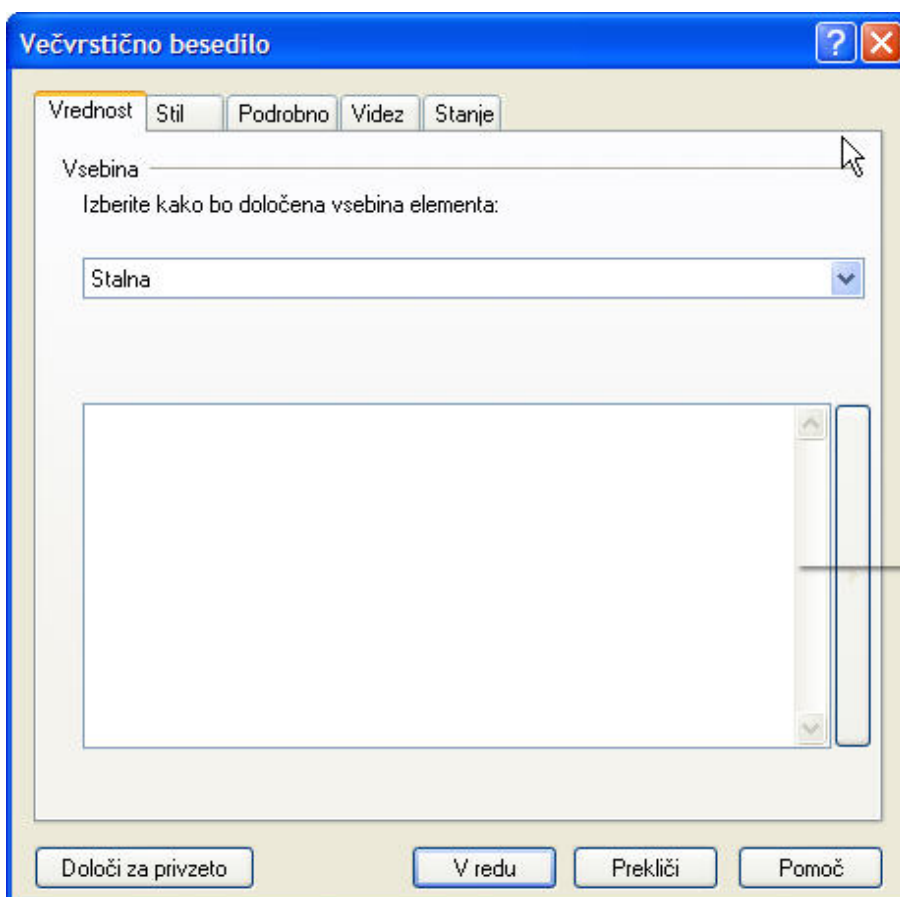 Večvrstično besedilo
Vrednost Stil Podrobno Videz Stanje
Vsebina
Izberite kako bo določena vsebina elementa:
Stalna
Določi za privzeto V redu Prekliči Pomoč